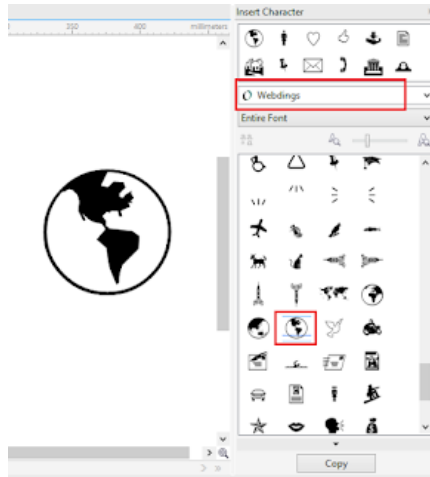 Insert Character
350
400
millimeters
Webdings
Entire Font
Copy